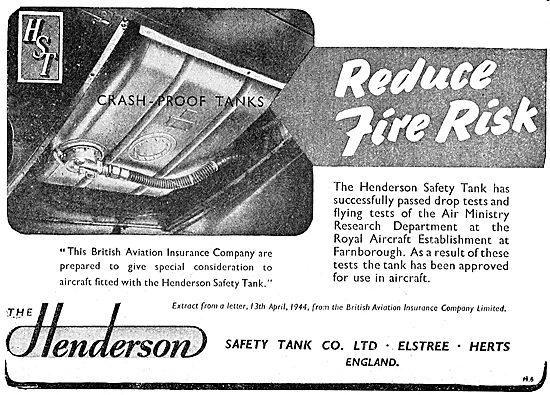 HST
CRASH-PROOF TANKS
Reduce
Fire Risk
The Henderson Safety Tank has
successfully passed drop tests and
flying tests of the Air Ministry
Research Department at the
Royal Aircraft Establishment at
Farnborough. As a result of these
tests the tank has been approved
for use in aircraft.
"This British Aviation Insurance Company are
prepared to give special consideration to
aircraft fitted with the Henderson Safety Tank."
Extract from a letter, 13th April, 1944, from the British Aviation Insurance Company Limited.
THE
Henderson
SAFETY TANK CO. LTD · ELSTREE · HERTS
ENGLAND.
H.6